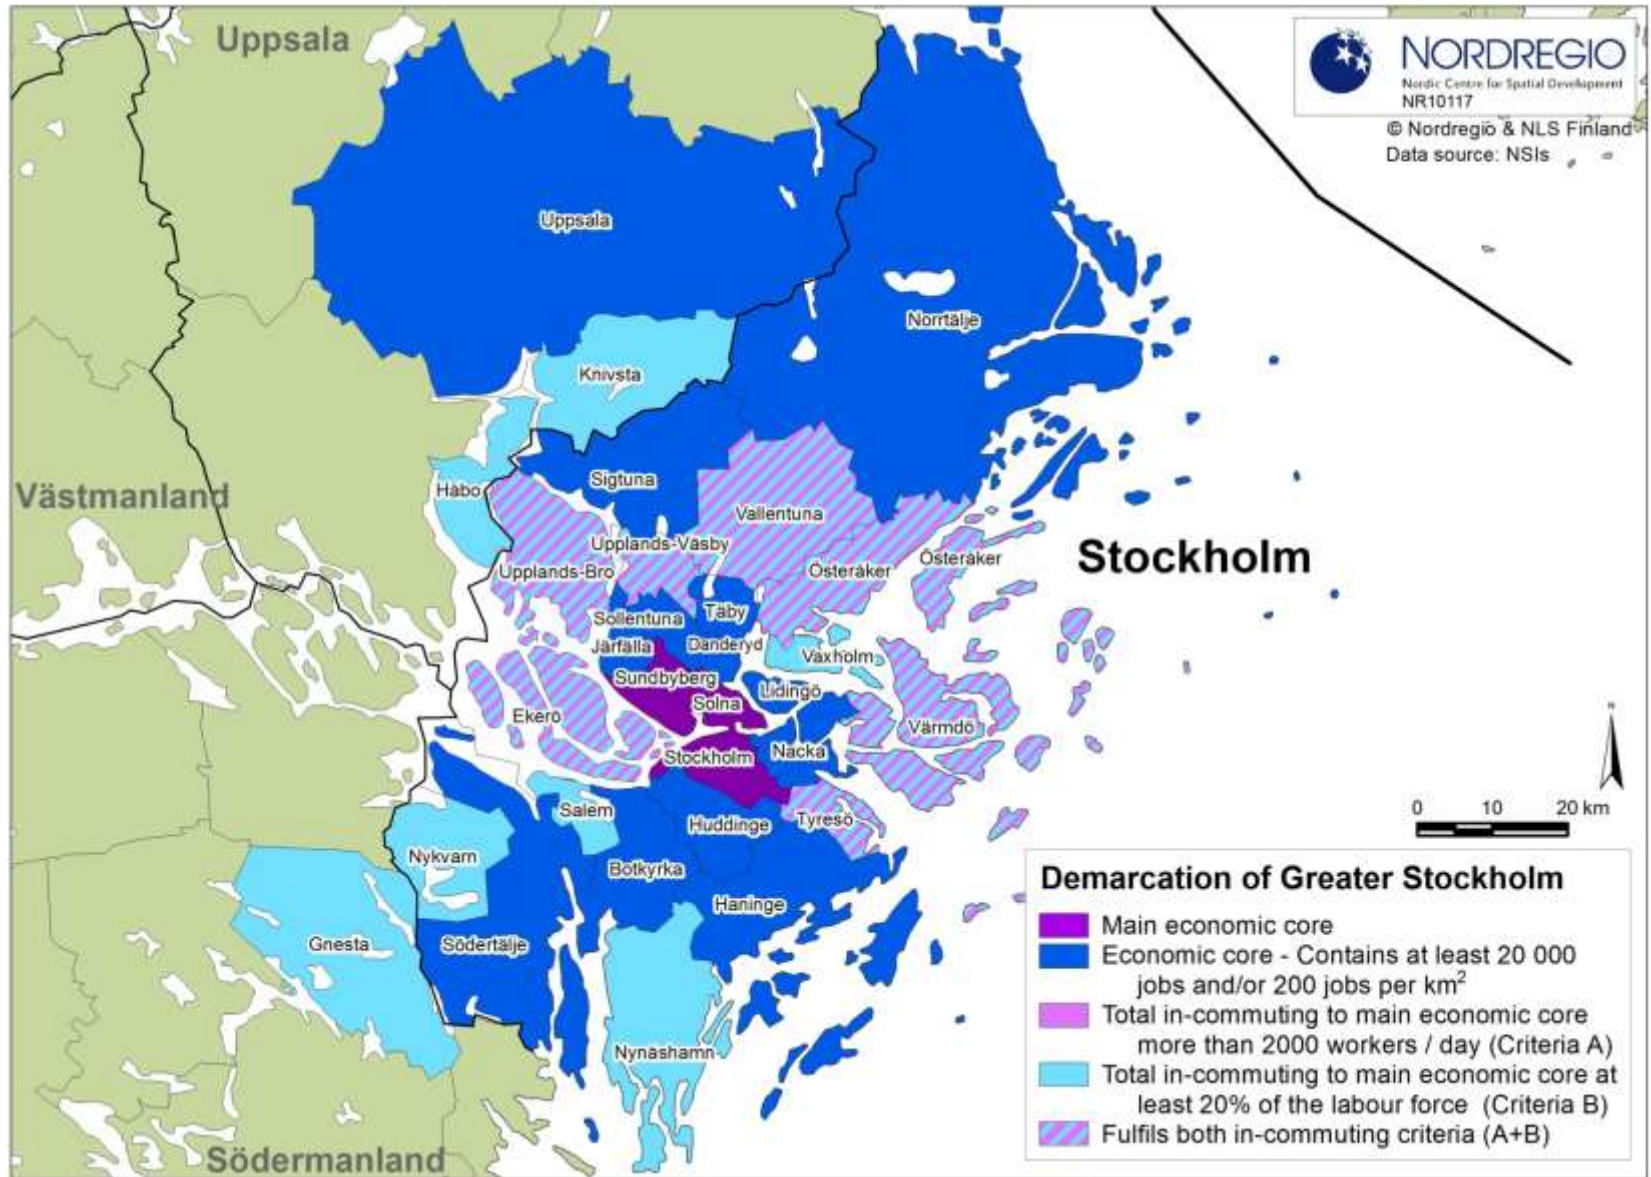 Uppsala
NORDREGIO
Nordic Centre for Spatial Development
NR10117
© Nordregio & NLS Finland
Data source: NSIs
Uppsala
Norrtälje
Knivsta
Sigtuna
Håbo
Västmanland
Vallentuna
Upplands-Väsby
Stockholm
Österåker
Upplands-Bro
Österåker
Sollentuna
Täby
Järfälla
Danderyd
Vaxholm
Sundbyberg
Lidingö
Solna
Ekerö
Värmdö
Nacka
Stockholm
N
Salem
Huddinge
Tyresö
0 10 20 km
Nykvarn
Botkyrka
Haninge
Gnesta
Södertälje
Nynäshamn
Södermanland
Demarcation of Greater Stockholm
Main economic core
Economic core - Contains at least 20 000
jobs and/or 200 jobs per km²
Total in-commuting to main economic core
more than 2000 workers / day (Criteria A)
Total in-commuting to main economic core at
least 20% of the labour force (Criteria B)
Fulfils both in-commuting criteria (A+B)